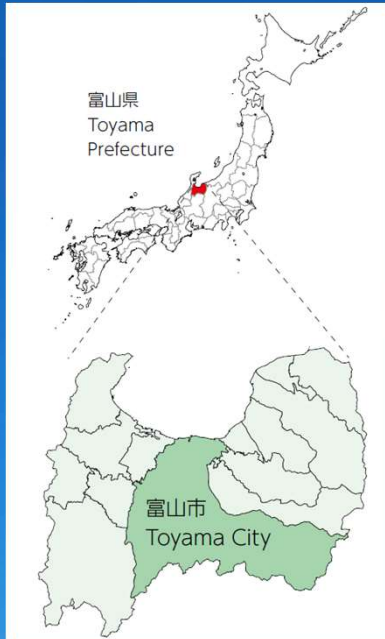 富山県
Toyama
Prefecture
富山市
Toyama City